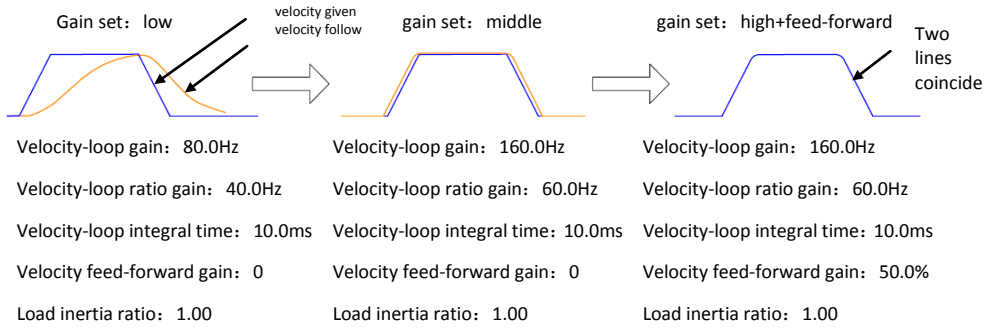 Gain set：low
velocity given
velocity follow
gain set：middle
gain set：high+feed-forward
Two
lines
coincide
Velocity-loop gain：80.0Hz
Velocity-loop gain：160.0Hz
Velocity-loop gain：160.0Hz
Velocity-loop ratio gain：40.0Hz
Velocity-loop ratio gain：60.0Hz
Velocity-loop ratio gain：60.0Hz
Velocity-loop integral time：10.0ms
Velocity-loop integral time：10.0ms
Velocity-loop integral time：10.0ms
Velocity feed-forward gain：0
Velocity feed-forward gain：0
Velocity feed-forward gain：50.0%
Load inertia ratio：1.00
Load inertia ratio：1.00
Load inertia ratio：1.00